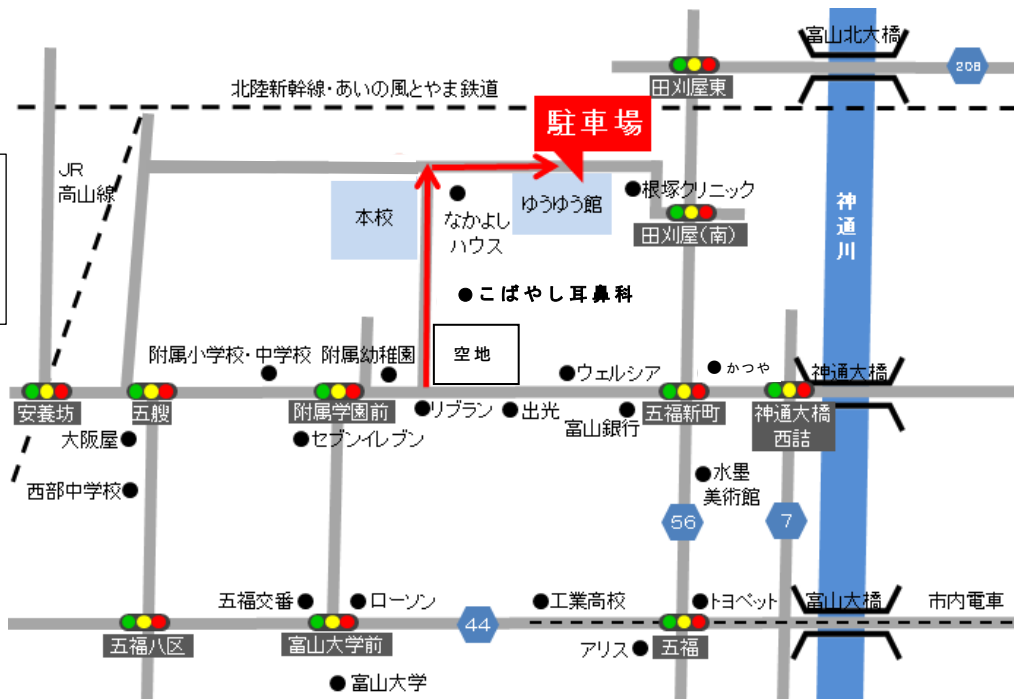 富山北大橋
208
田刈屋東
北陸新幹線・あいの風とやま鉄道
駐車場
JR
高山線
本校
なかよし
ハウス
ゆうゆう館
根塚クリニック
田刈屋(南)
神通川
こばやし耳鼻科
空地
附属小学校・中学校
附属幼稚園
ウェルシア
かつや
神通大橋
安養坊
五艘
附属学園前
リブラン
出光
富山銀行
五福新町
神通大橋
西詰
大阪屋
セブンイレブン
西部中学校
水墨
美術館
56
7
五福交番
ローソン
44
工業高校
トヨペット
富山大橋
市内電車
五福八区
富山大学前
アリス
五福
富山大学